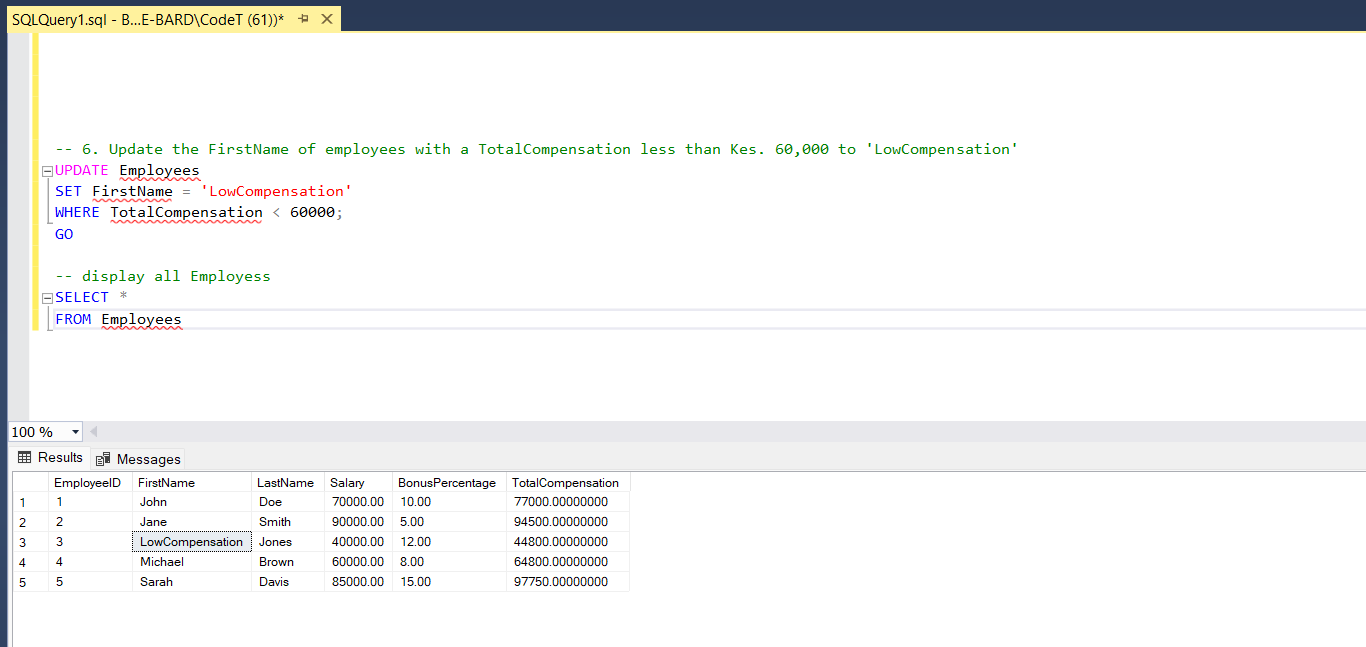 SQLQuery1.sql - B...E-BARD\CodeT (61))*
-- 6. Update the FirstName of employees with a TotalCompensation less than Kes. 60,000 to 'LowCompensation'
UPDATE Employees
SET FirstName = 'LowCompensation'
WHERE TotalCompensation < 60000;
GO
-- display all Employess
SELECT *
FROM Employees
100 %
Results Messages
EmployeeID FirstName LastName Salary BonusPercentage TotalCompensation
1 1 John Doe 70000.00 10.00 77000.00000000
2 2 Jane Smith 90000.00 5.00 94500.00000000
3 3 LowCompensation Jones 40000.00 12.00 44800.00000000
4 4 Michael Brown 60000.00 8.00 64800.00000000
5 5 Sarah Davis 85000.00 15.00 97750.00000000